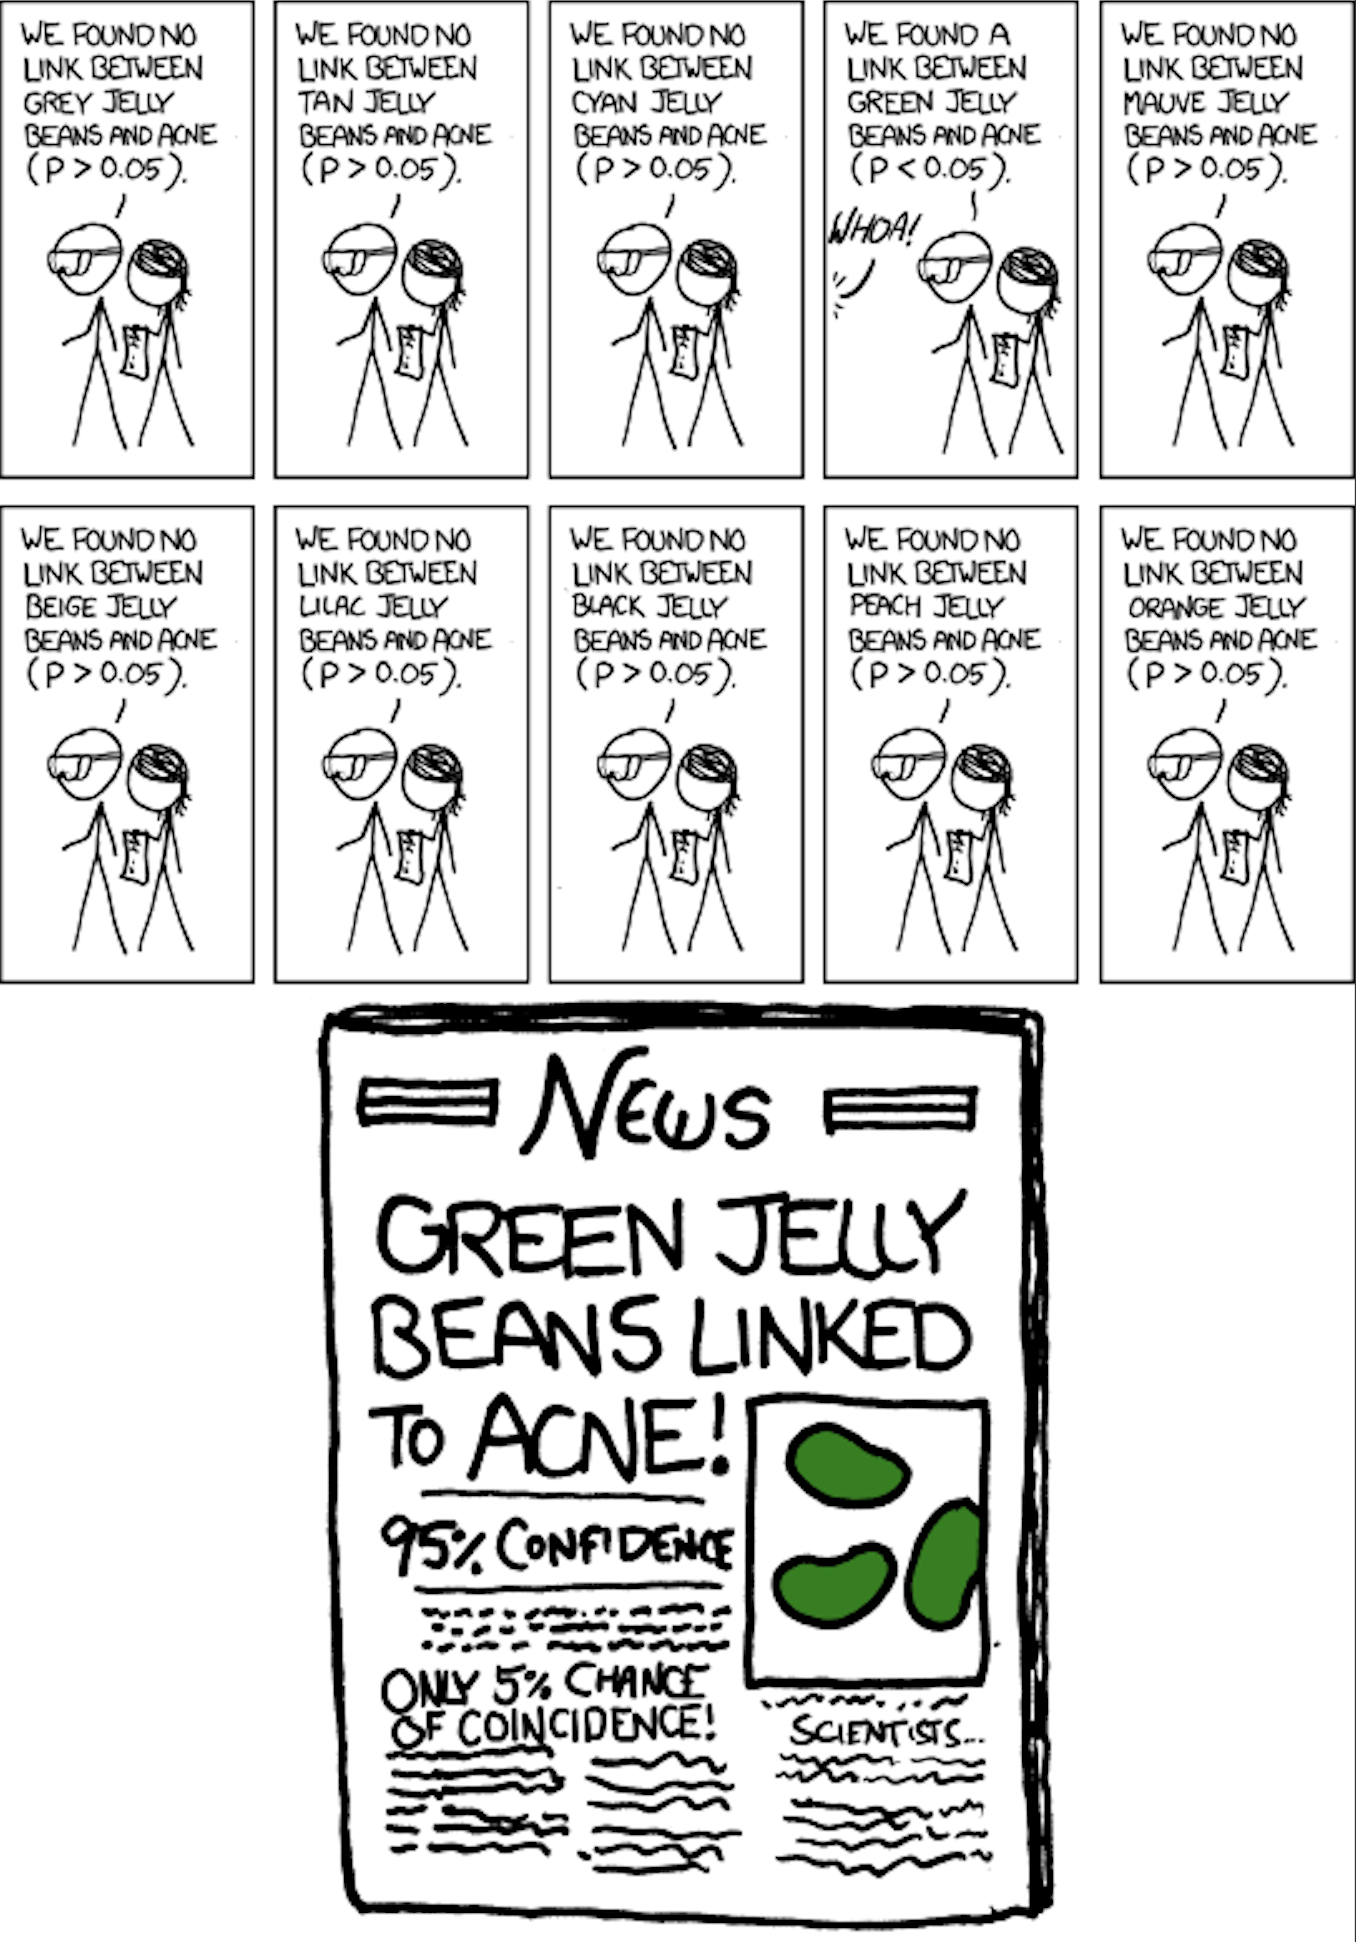 WE FOUND NO
LINK BETWEEN
GREY JELLY
BEANS AND ACNE
(P > 0.05).
WE FOUND NO
LINK BETWEEN
TAN JELLY
BEANS AND ACNE
(P > 0.05).
WE FOUND NO
LINK BETWEEN
CYAN JELLY
BEANS AND ACNE
(P > 0.05).
WE FOUND A
LINK BETWEEN
GREEN JELLY
BEANS AND ACNE
(P < 0.05).
WHOA!
WE FOUND NO
LINK BETWEEN
MAUVE JELLY
BEANS AND ACNE
(P > 0.05).
WE FOUND NO
LINK BETWEEN
BEIGE JELLY
BEANS AND ACNE
(P > 0.05).
WE FOUND NO
LINK BETWEEN
LILAC JELLY
BEANS AND ACNE
(P > 0.05).
WE FOUND NO
LINK BETWEEN
BLACK JELLY
BEANS AND ACNE
(P > 0.05).
WE FOUND NO
LINK BETWEEN
PEACH JELLY
BEANS AND ACNE
(P > 0.05).
WE FOUND NO
LINK BETWEEN
ORANGE JELLY
BEANS AND ACNE
(P > 0.05).
NEWS
GREEN JELLY
BEANS LINKED
TO ACNE!
95% CONFIDENCE
ONLY 5% CHANCE
OF COINCIDENCE!
SCIENTISTS...